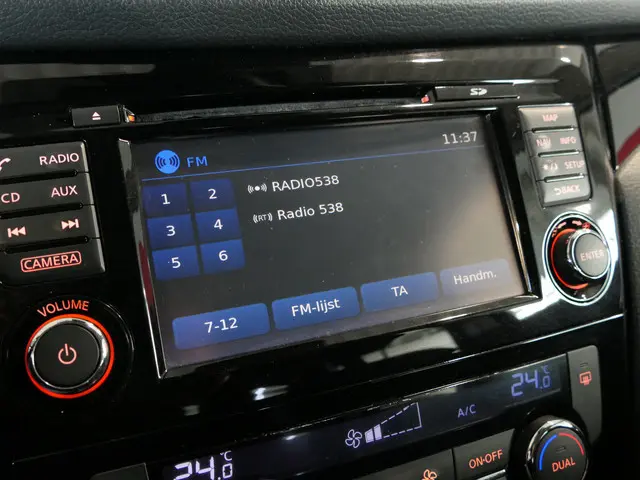 MAP
RADIO
FM
11:37
INFO
CD AUX
1 2
RADIO538
SETUP
3 4
(RT) Radio 538
BACK
5 6
CAMERA
ENTER
VOLUME
7-12 FM-lijst TA Handm.
24.0 °C
A/C
ON-OFF
DUAL
24.0